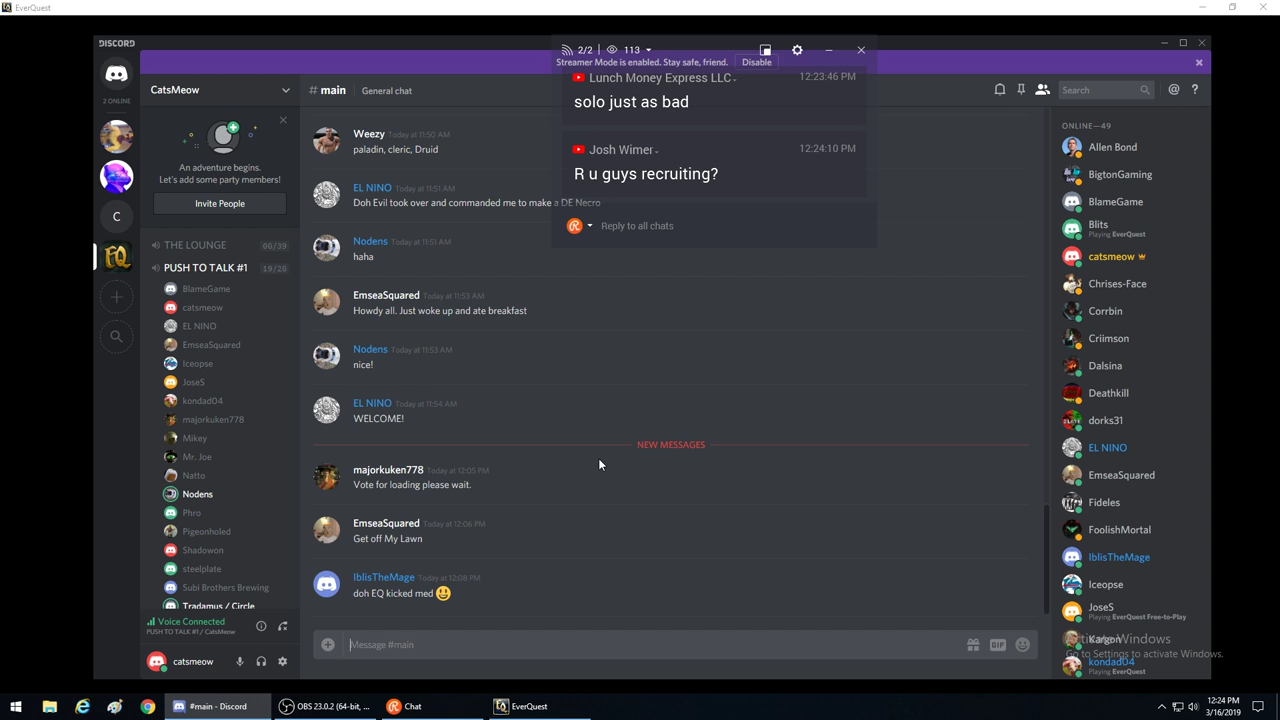 EverQuest
DISCORD
2/2
113
Streamer Mode is enabled. Stay safe, friend.
Disable
2 ONLINE
C
CatsMeow
An adventure begins.
Let's add some party members!
Invite People
THE LOUNGE 00/39
PUSH TO TALK #1 19/26
BlameGame
catsmeow
EL NINO
EmseaSquared
Iceopse
JoseS
kondad04
majorkuken778
Mikey
Mr. Joe
Natto
Nodens
Phro
Pigeonholed
Shadowon
steelplate
Subi Brothers Brewing
Tradamus / Circle
Voice Connected
PUSH TO TALK #1 / CatsMeow
catsmeow
# main General chat
Search
Lunch Money Express LLC 12:23:46 PM
solo just as bad
Josh Wimer 12:24:10 PM
R u guys recruiting?
Reply to all chats
Weezy Today at 11:50 AM
paladin, cleric, Druid
EL NINO Today at 11:51 AM
Doh Evil took over and commanded me to make a DE Necro
Nodens Today at 11:51 AM
haha
EmseaSquared Today at 11:53 AM
Howdy all. Just woke up and ate breakfast
Nodens Today at 11:53 AM
nice!
EL NINO Today at 11:54 AM
WELCOME!
NEW MESSAGES
majorkuken778 Today at 12:05 PM
Vote for loading please wait.
EmseaSquared Today at 12:06 PM
Get off My Lawn
IblisTheMage Today at 12:08 PM
doh EQ kicked med
Message #main
GIF
ONLINE—49
Allen Bond
BigtonGaming
BlameGame
Blits
Playing EverQuest
catsmeow
Chrises-Face
Corrbin
Criimson
Dalsina
Deathkill
dorks31
EL NINO
EmseaSquared
Fideles
FoolishMortal
IblisTheMage
Iceopse
JoseS
Playing EverQuest Free-to-Play
Kargon
kondad04
Playing EverQuest
Activate Windows
Go to Settings to activate Windows.
#main - Discord
OBS 23.0.2 (64-bit, ...
Chat
EverQuest
12:24 PM
3/16/2019